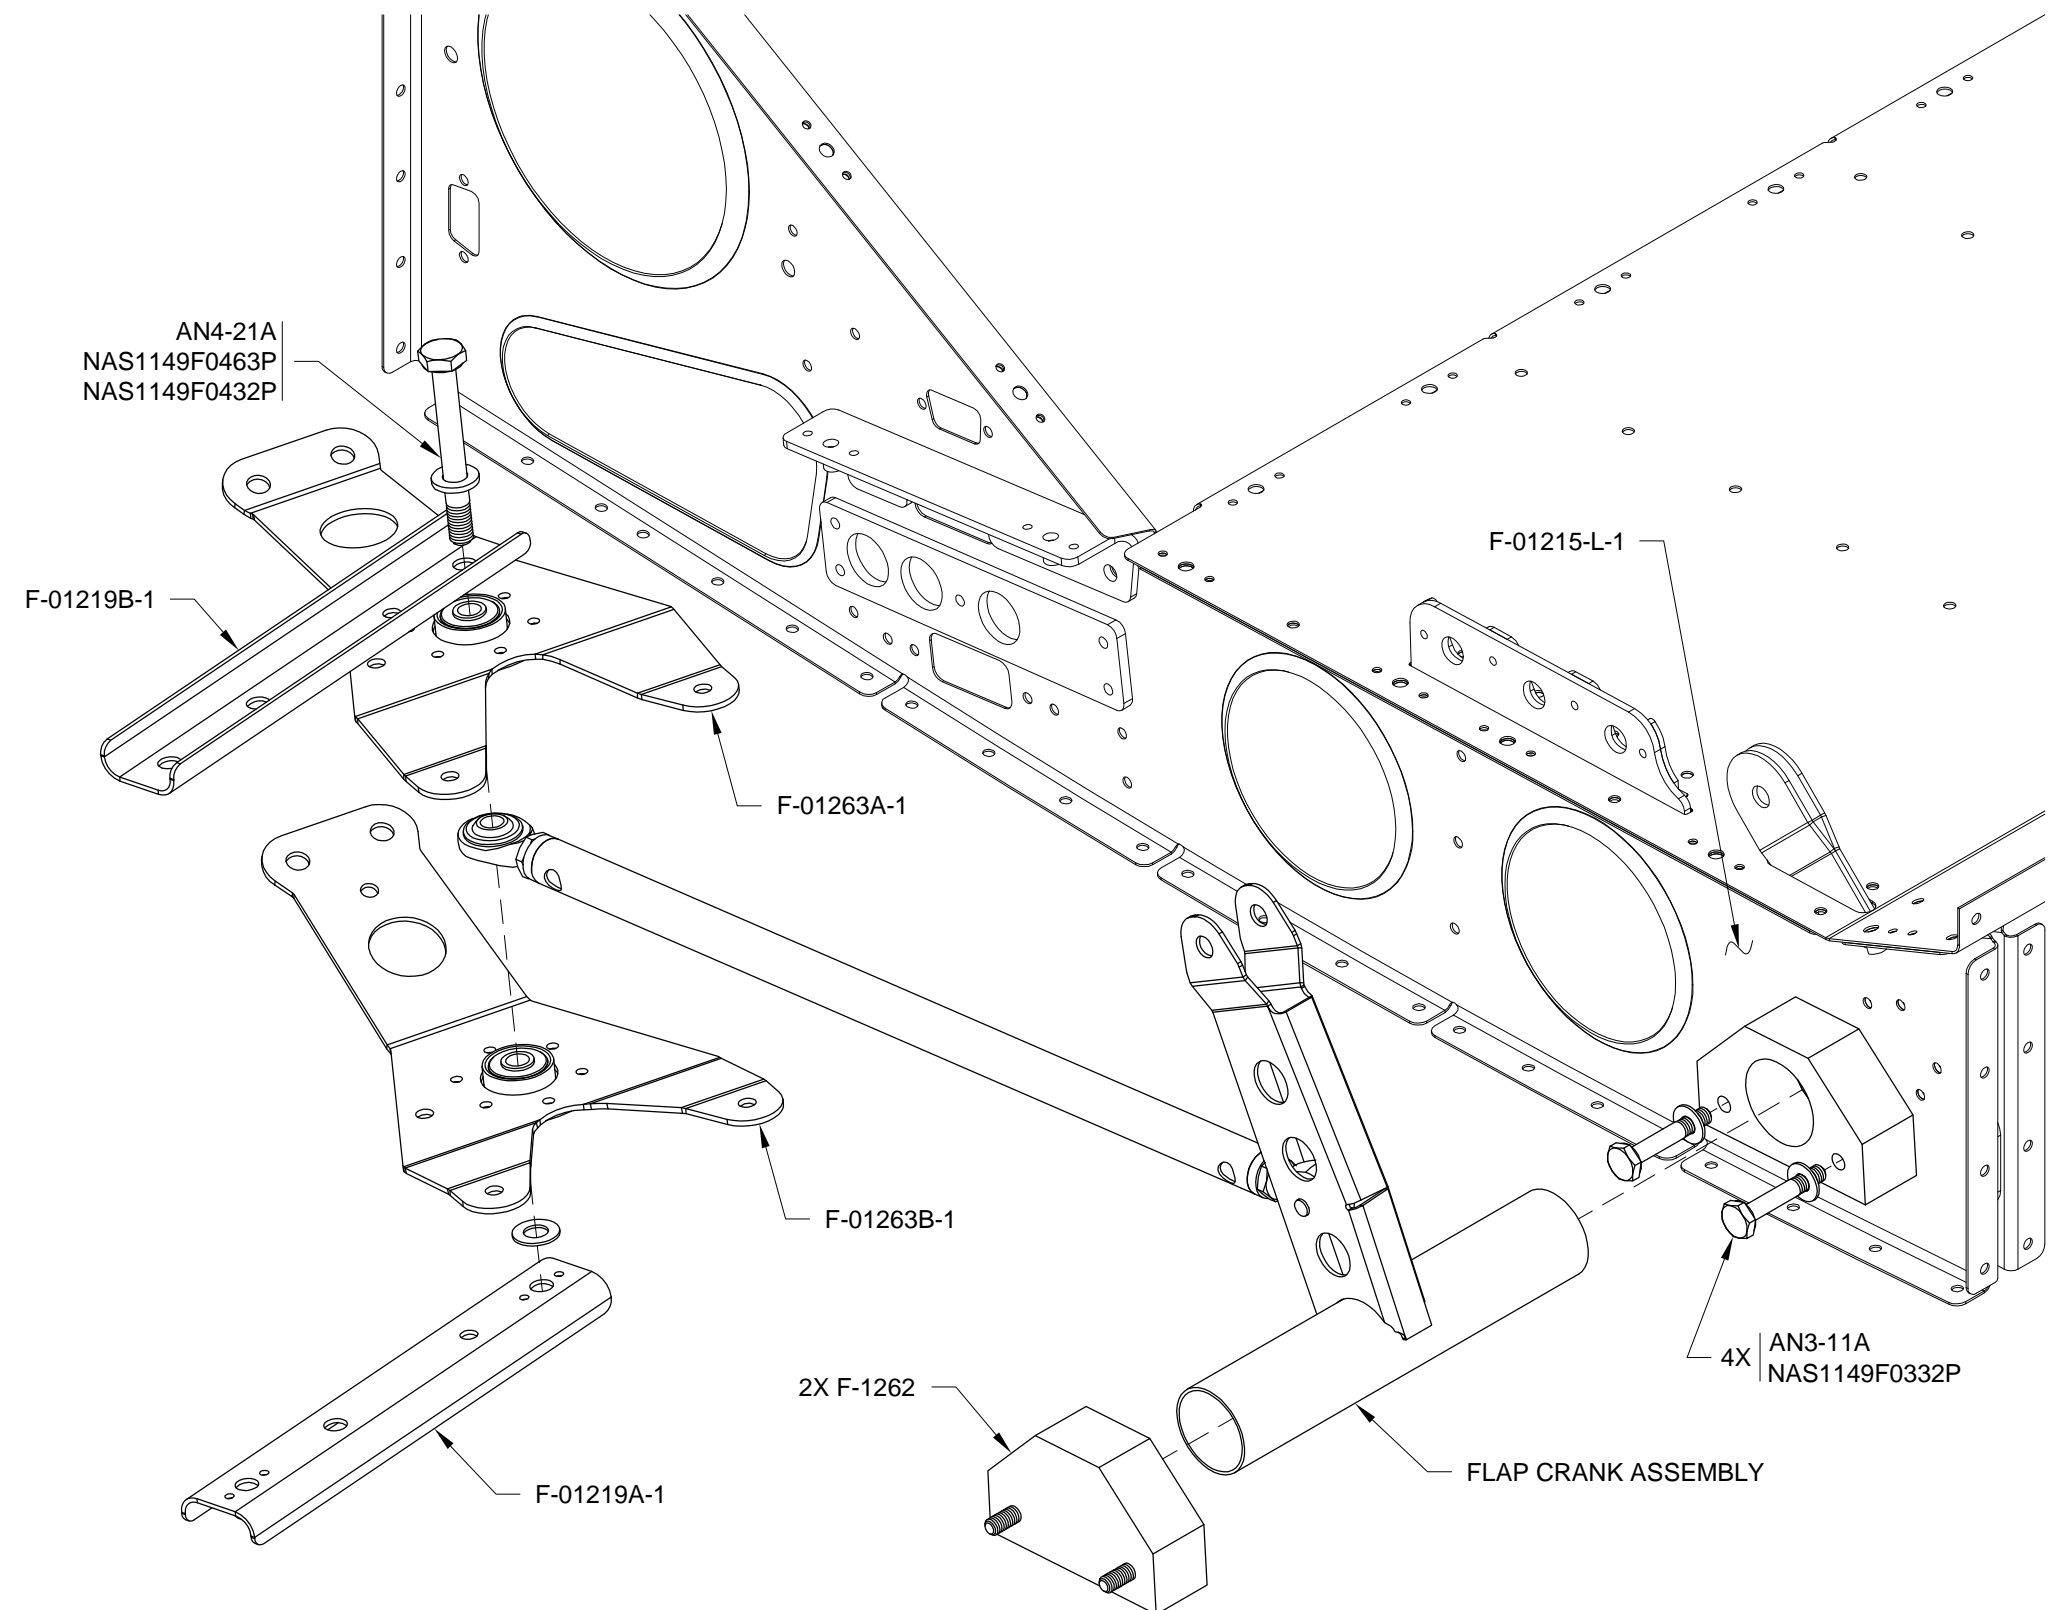 AN4-21A
NAS1149F0463P
NAS1149F0432P
F-01215-L-1
F-01219B-1
F-01263A-1
F-01263B-1
4X AN3-11A
NAS1149F0332P
2X F-1262
FLAP CRANK ASSEMBLY
F-01219A-1